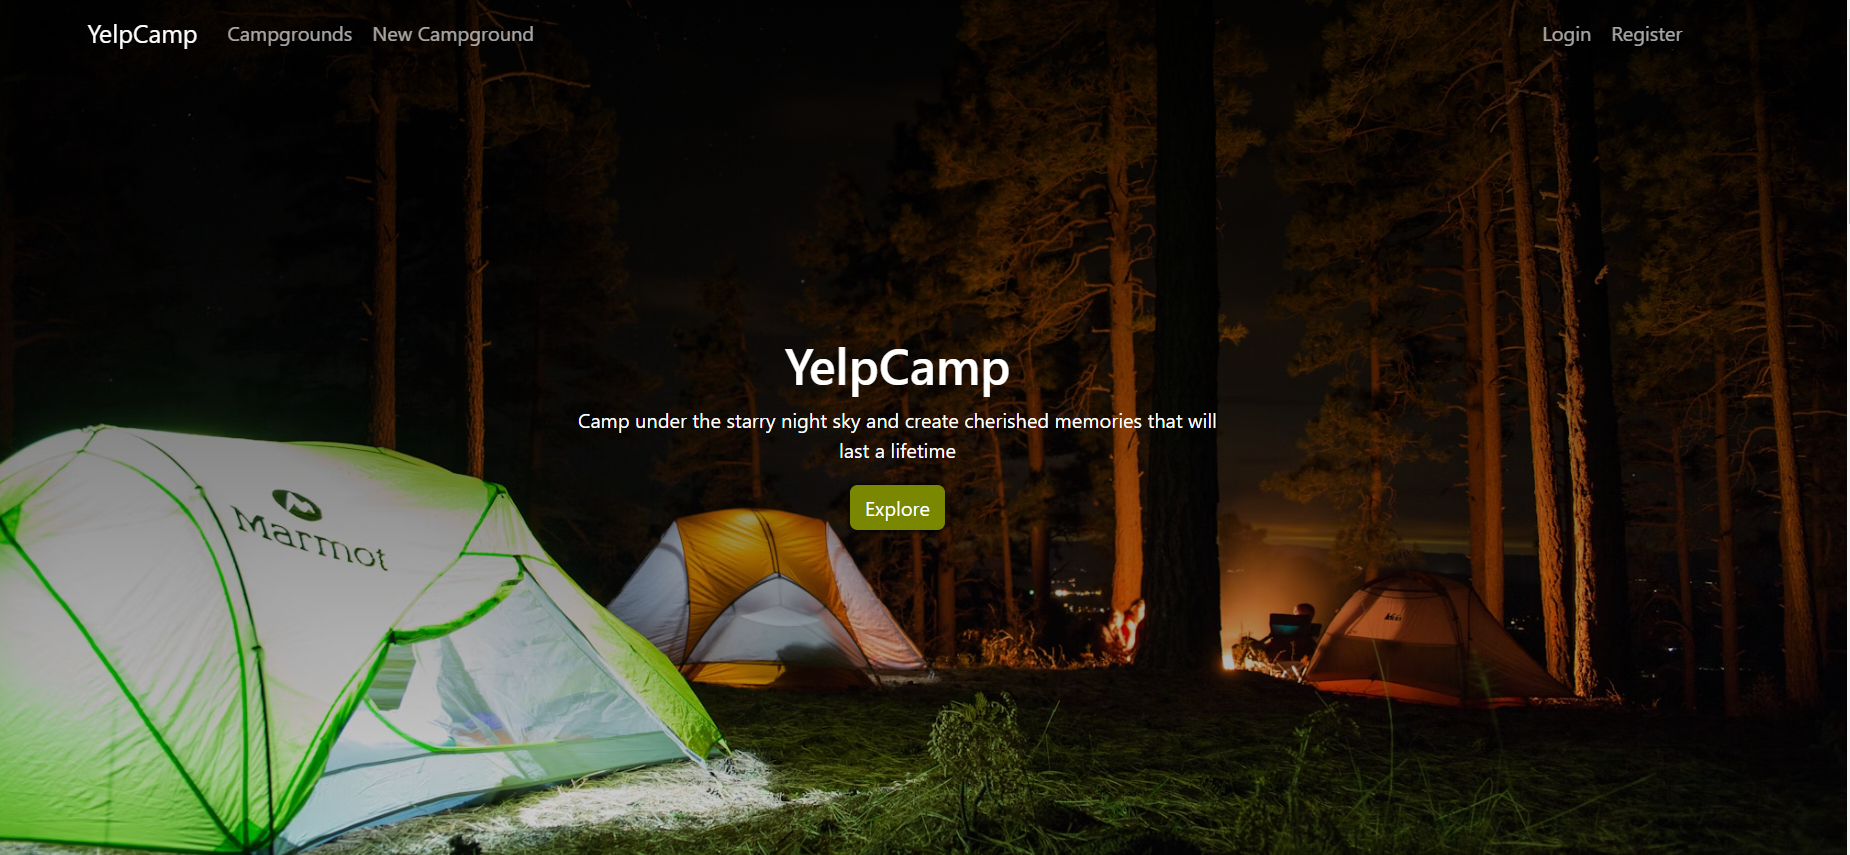 YelpCamp Campgrounds New Campground Login Register
YelpCamp
Camp under the starry night sky and create cherished memories that will
last a lifetime
Explore
Marmot